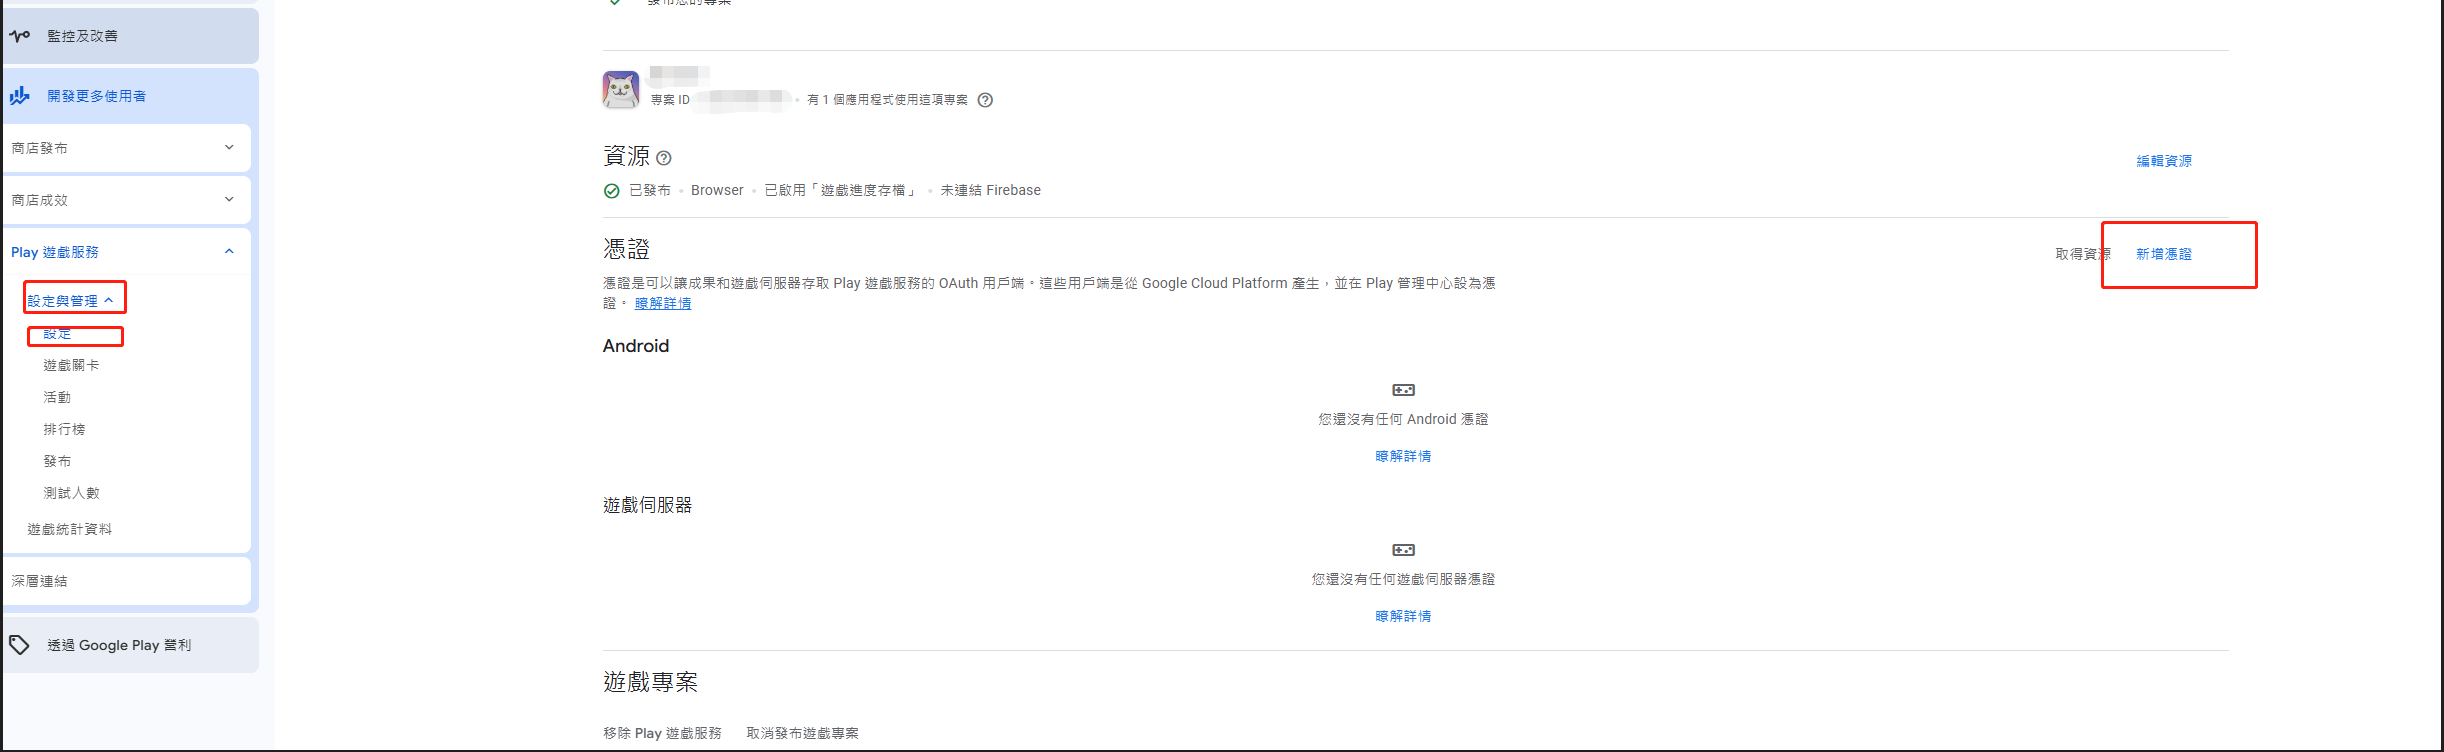 監控及改善
開發更多使用者
商店發布
商店成效
Play 遊戲服務
設定與管理
設定
遊戲關卡
活動
排行榜
發布
測試人數
遊戲統計資料
深層連結
透過 Google Play 營利
發布您的專案
專案 ID
• 有 1 個應用程式使用這項專案
資源
編輯資源
已發布 • Browser • 已啟用「遊戲進度存檔」 • 未連結 Firebase
憑證
取得資源
新增憑證
憑證是可以讓成果和遊戲伺服器存取 Play 遊戲服務的 OAuth 用戶端。這些用戶端是從 Google Cloud Platform 產生，並在 Play 管理中心設為憑
證。 瞭解詳情
Android
您還沒有任何 Android 憑證
瞭解詳情
遊戲伺服器
您還沒有任何遊戲伺服器憑證
瞭解詳情
遊戲專案
移除 Play 遊戲服務
取消發布遊戲專案